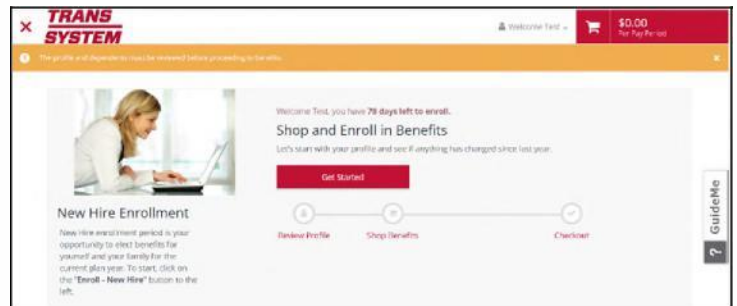 TRANS
SYSTEM
Welcome Test
$0.00
Per Pay Period
The profile and dependents must be reviewed before proceeding to benefits.
Welcome Test, you have 78 days left to enroll.
Shop and Enroll in Benefits
Let's start with your profile and see if anything has changed since last year.
Get Started
Review Profile
Shop Benefits
Checkout
New Hire Enrollment
New Hire enrollment period is your
opportunity to elect benefits for
yourself and your family for the
current plan year. To start, click on
the "Enroll - New Hire" button to the
left.
? GuideMe